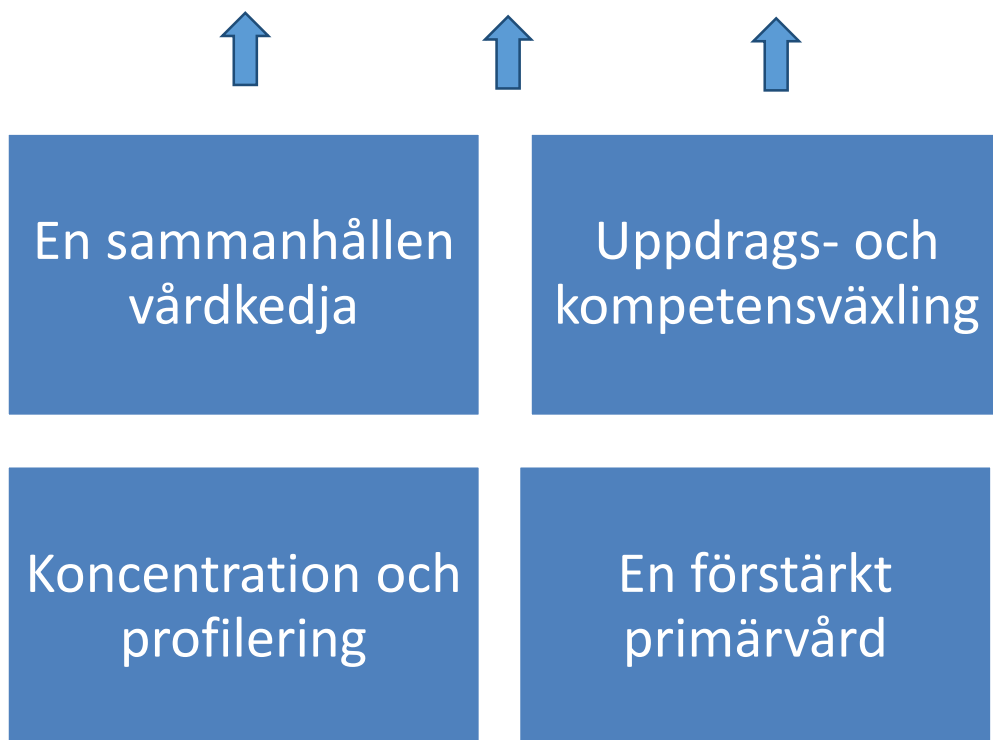 En sammanhållen
vårdkedja
Uppdrags- och
kompetensväxling
Koncentration och
profilering
En förstärkt
primärvård